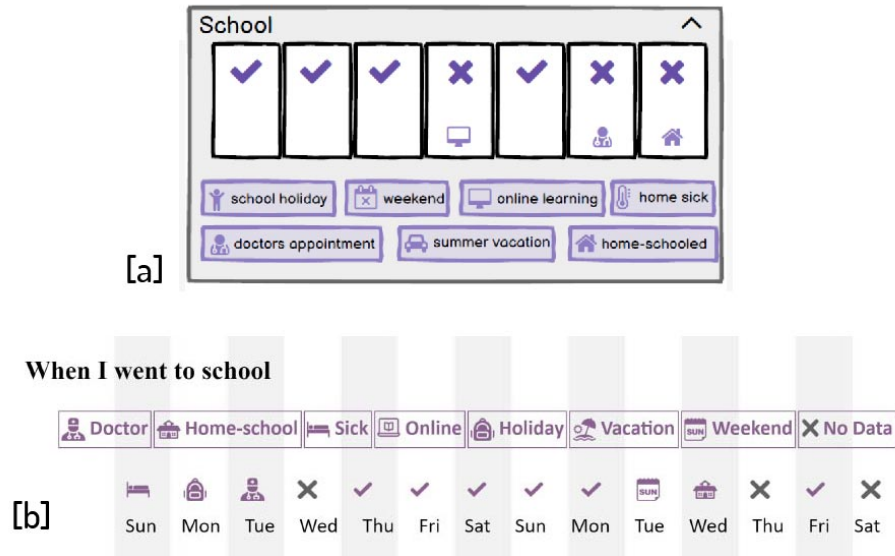 School
school holiday weekend online learning home sick
doctors appointment summer vacation home-schooled
[a]
When I went to school
Doctor Home-school Sick Online Holiday Vacation SUN Weekend No Data
SUN
[b]
Sun Mon Tue Wed Thu Fri Sat Sun Mon Tue Wed Thu Fri Sat